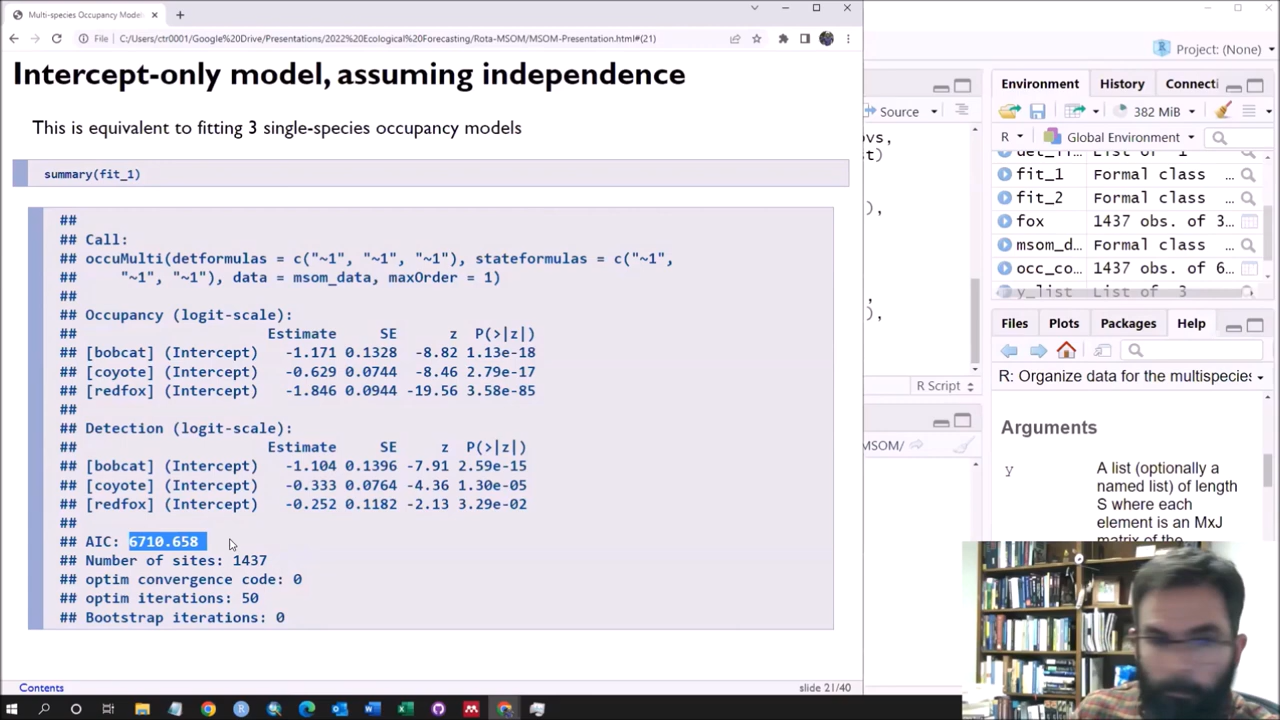 Multi-species Occupancy Mode
File C:/Users/ctr0001/Google%20Drive/Presentations/2022%20Ecological%20Forecasting/Rota-MSOM/MSOM-Presentation.html#(21)
Intercept-only model, assuming independence
This is equivalent to fitting 3 single-species occupancy models
summary(fit_1)
##
## Call:
## occuMulti(detformulas = c("~1", "~1", "~1"), stateformulas = c("~1",
##     "~1", "~1"), data = msom_data, maxOrder = 1)
##
## Occupancy (logit-scale):
## Estimate SE z P(>|z|)
## [bobcat] (Intercept) -1.171 0.1328 -8.82 1.13e-18
## [coyote] (Intercept) -0.629 0.0744 -8.46 2.79e-17
## [redfox] (Intercept) -1.846 0.0944 -19.56 3.58e-85
##
## Detection (logit-scale):
## Estimate SE z P(>|z|)
## [bobcat] (Intercept) -1.104 0.1396 -7.91 2.59e-15
## [coyote] (Intercept) -0.333 0.0764 -4.36 1.30e-05
## [redfox] (Intercept) -0.252 0.1182 -2.13 3.29e-02
##
## AIC: 6710.658
## Number of sites: 1437
## optim convergence code: 0
## optim iterations: 50
## Bootstrap iterations: 0
Contents
slide 21/40
Project: (None)
Source
ovs,
t)
),
,
),
R Script
MSOM/
Environment History Connecti
382 MiB
R Global Environment
fit_1 Formal class ...
fit_2 Formal class ...
fox 1437 obs. of 3...
msom_d… Formal class ...
occ_co… 1437 obs. of 6...
y_list List of 3
Files Plots Packages Help
R: Organize data for the multispecies
Arguments
y
A list (optionally a
named list) of length
S where each
element is an MxJ
matrix of the